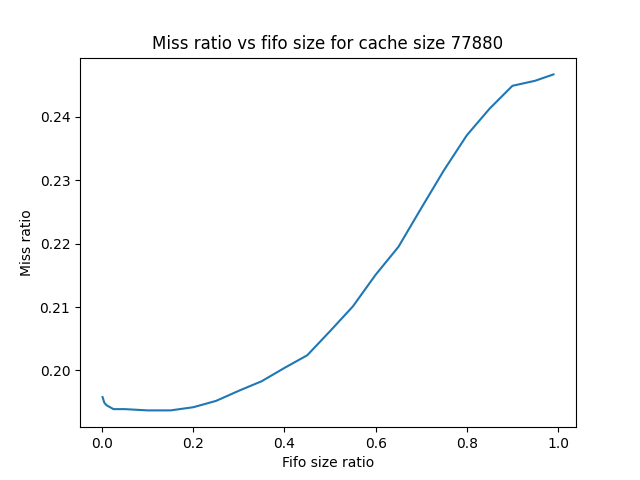 Miss ratio vs fifo size for cache size 77880
Miss ratio
0.24
0.23
0.22
0.21
0.20
0.0 0.2 0.4 0.6 0.8 1.0
Fifo size ratio